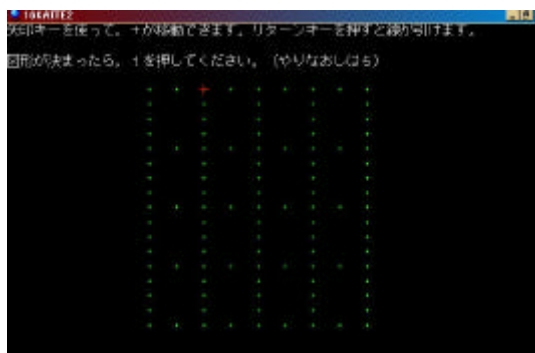 TOKAITE2
矢印キーを使って、+が移動できます。リターンキーを押すと線が引けます。
図形が決まったら、1を押してください。(やりなおしは5)